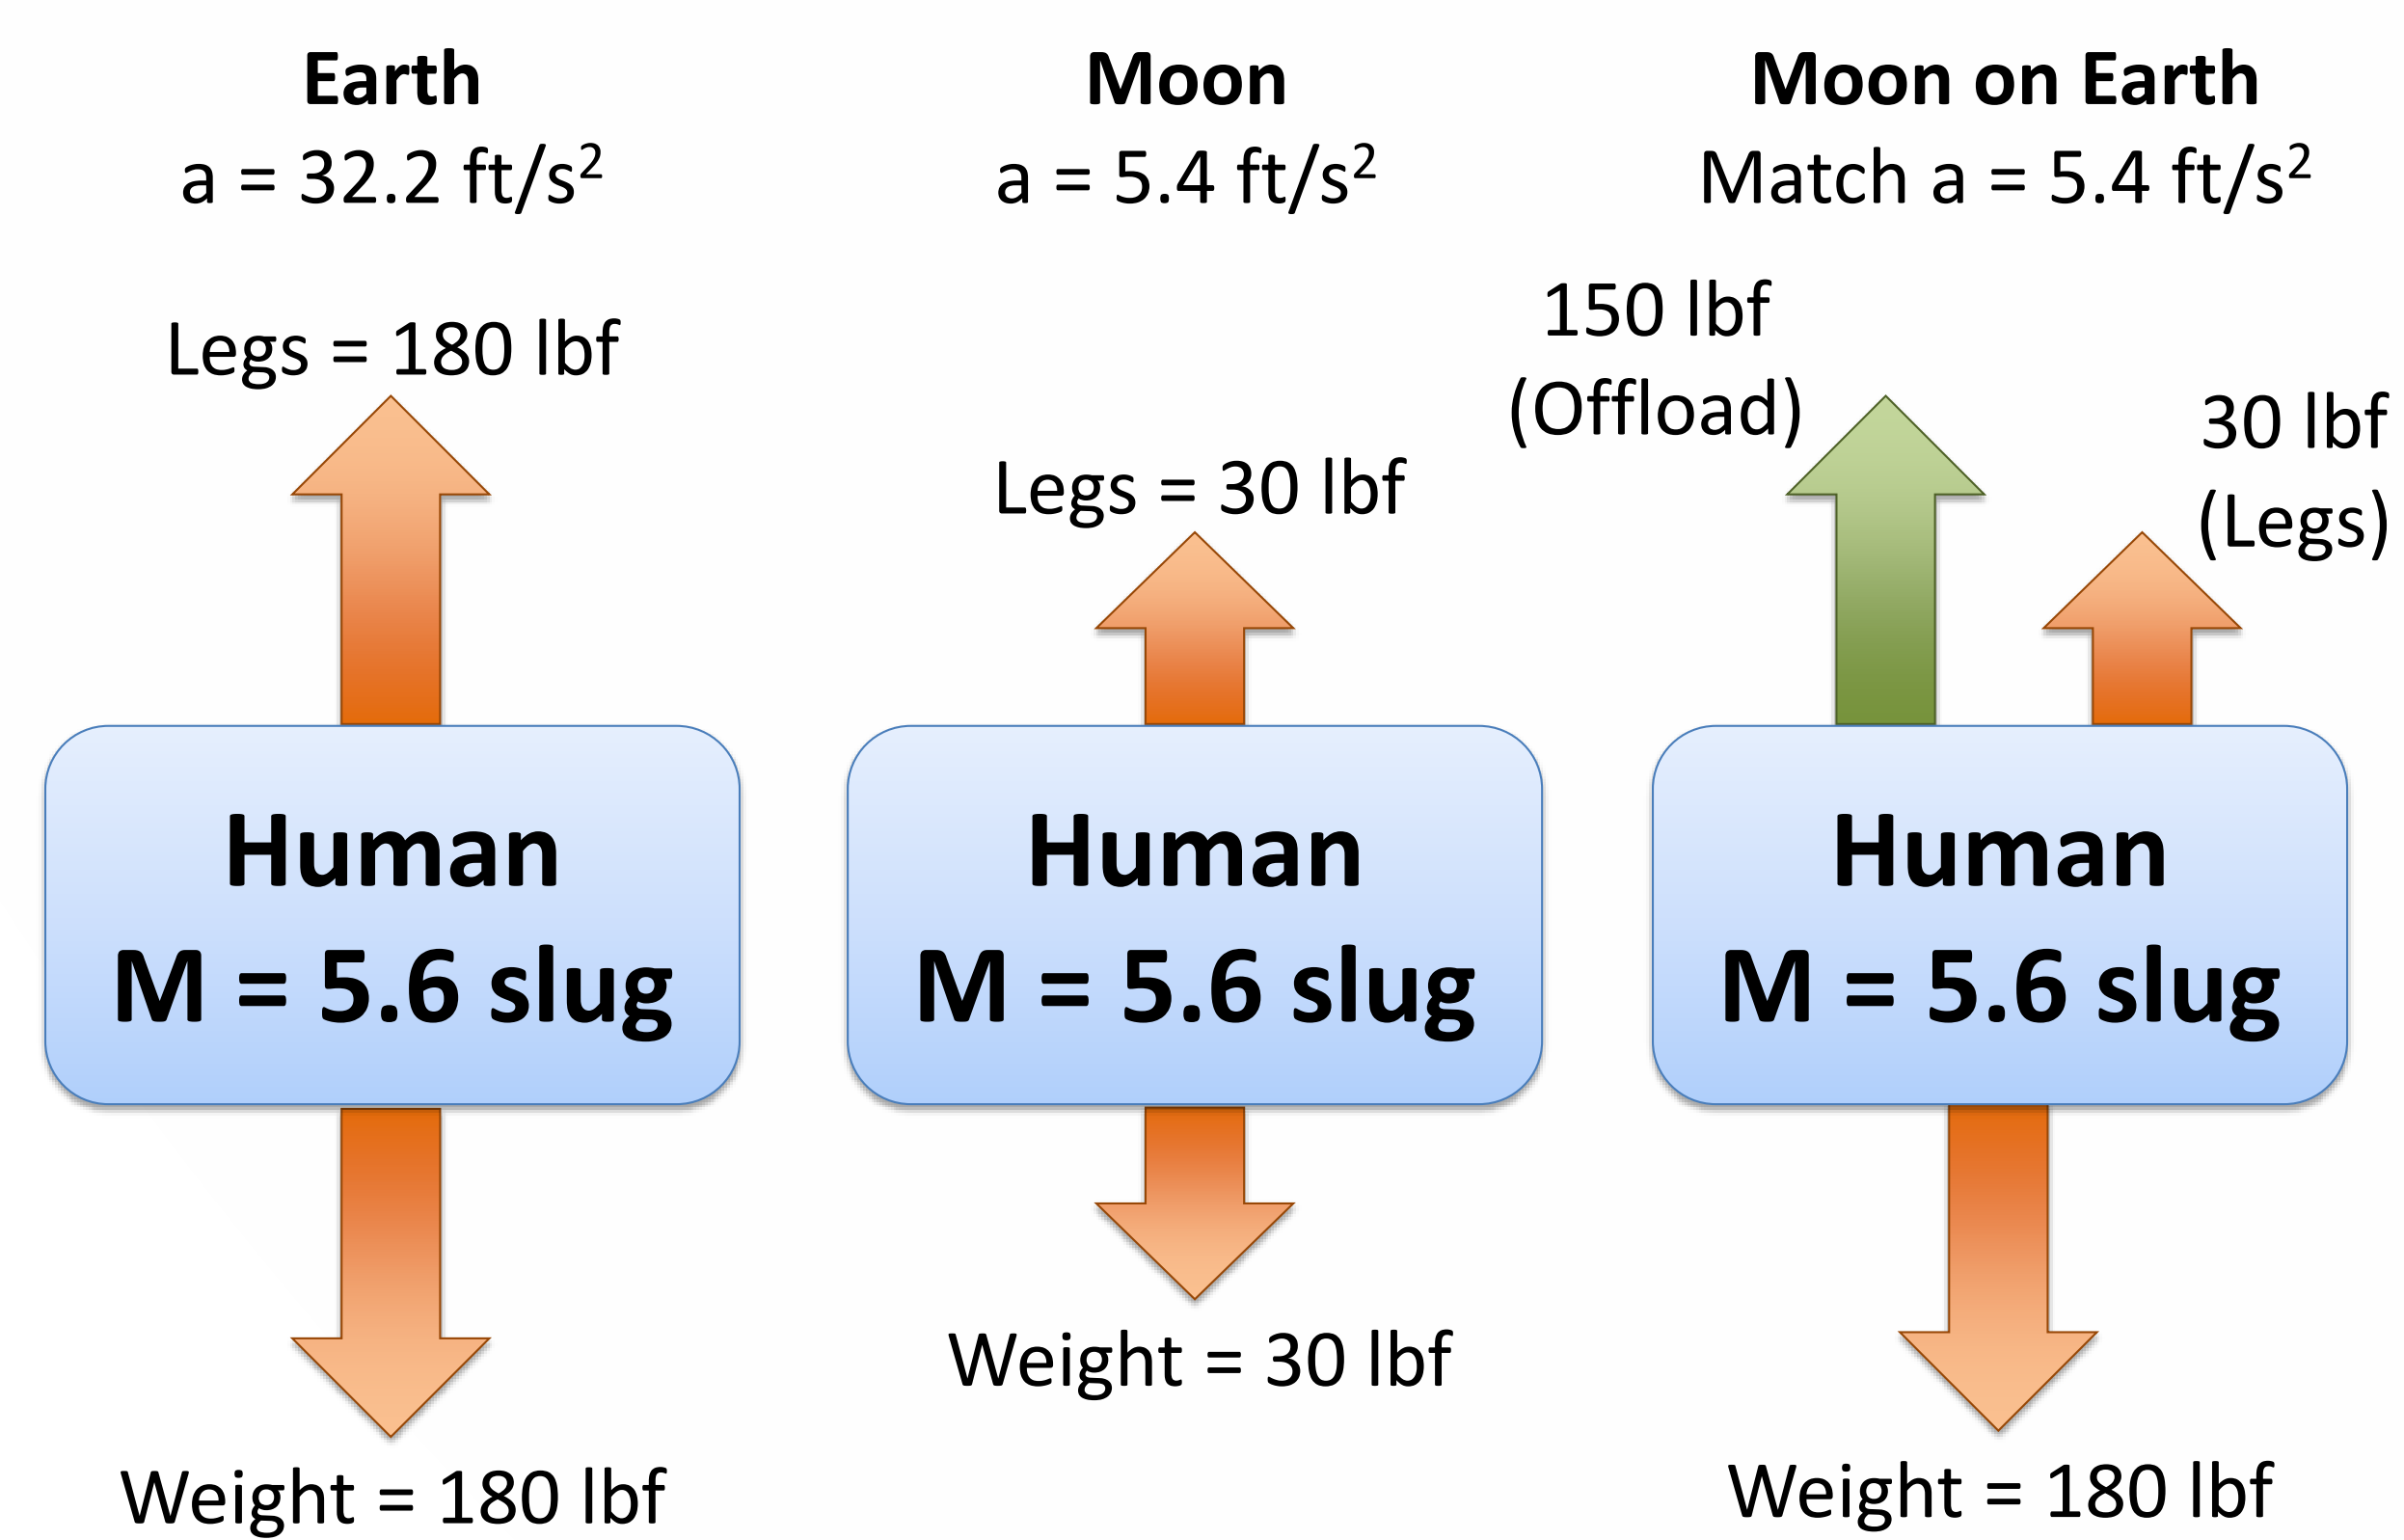 Earth
a = 32.2 ft/s²
Legs = 180 lbf
Human
M = 5.6 slug
Weight = 180 lbf
Moon
a = 5.4 ft/s²
Legs = 30 lbf
Human
M = 5.6 slug
Weight = 30 lbf
Moon on Earth
Match a = 5.4 ft/s²
150 lbf
(Offload)
30 lbf
(Legs)
Human
M = 5.6 slug
Weight = 180 lbf